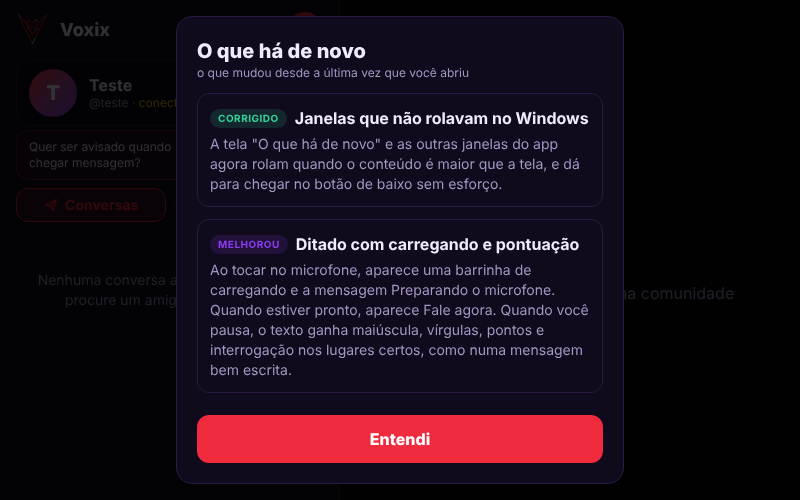 Voxix
T
Teste
@teste · conect
Quer ser avisado quando
chegar mensagem?
Conversas
Nenhuma conversa a
procure um amig
na comunidade
O que há de novo
o que mudou desde a última vez que você abriu
CORRIGIDO Janelas que não rolavam no Windows
A tela "O que há de novo" e as outras janelas do app
agora rolam quando o conteúdo é maior que a tela, e dá
para chegar no botão de baixo sem esforço.
MELHOROU Ditado com carregando e pontuação
Ao tocar no microfone, aparece uma barrinha de
carregando e a mensagem Preparando o microfone.
Quando estiver pronto, aparece Fale agora. Quando você
pausa, o texto ganha maiúscula, vírgulas, pontos e
interrogação nos lugares certos, como numa mensagem
bem escrita.
Entendi